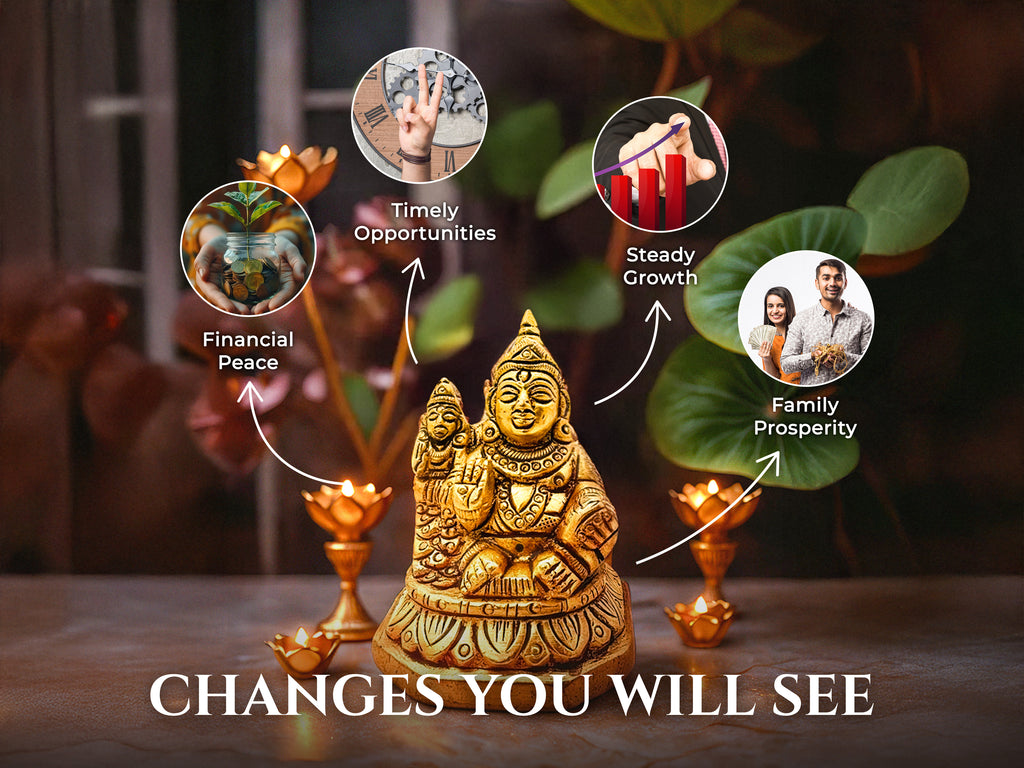 Timely
Opportunities
Steady
Growth
Financial
Peace
Family
Prosperity
CHANGES YOU WILL SEE